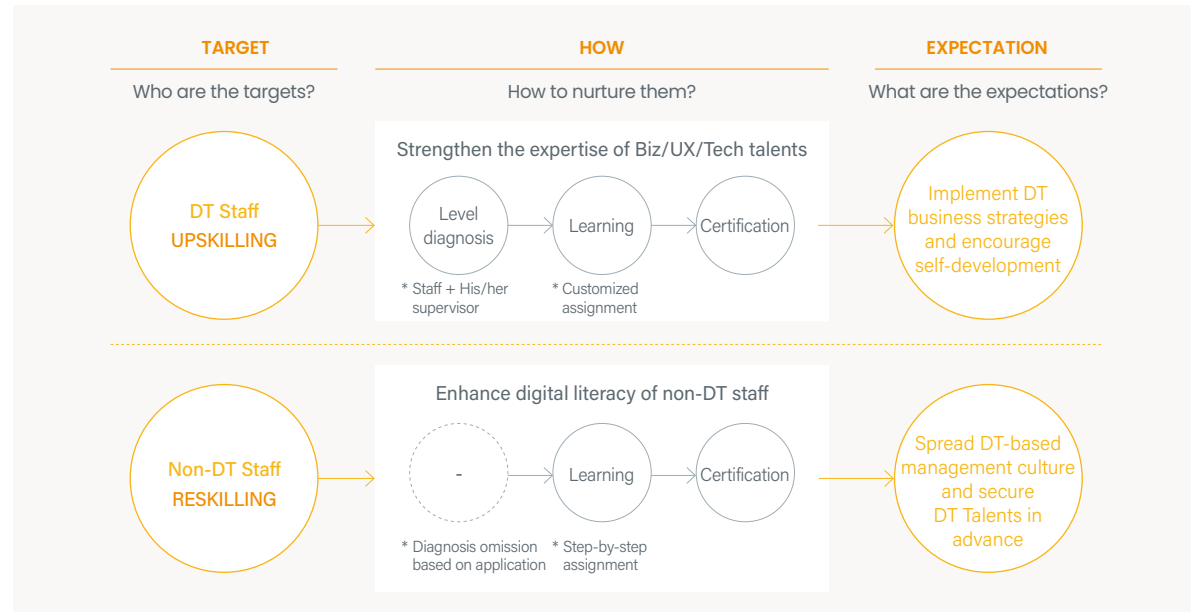 TARGET
HOW
EXPECTATION
Who are the targets?
How to nurture them?
What are the expectations?
DT Staff
UPSKILLING
Strengthen the expertise of Biz/UX/Tech talents
Level
diagnosis
Learning
Certification
* Staff + His/her
supervisor
* Customized
assignment
Implement DT
business strategies
and encourage
self-development
Non-DT Staff
RESKILLING
Enhance digital literacy of non-DT staff
-
Learning
Certification
* Diagnosis omission
based on application
* Step-by-step
assignment
Spread DT-based
management culture
and secure
DT Talents in
advance